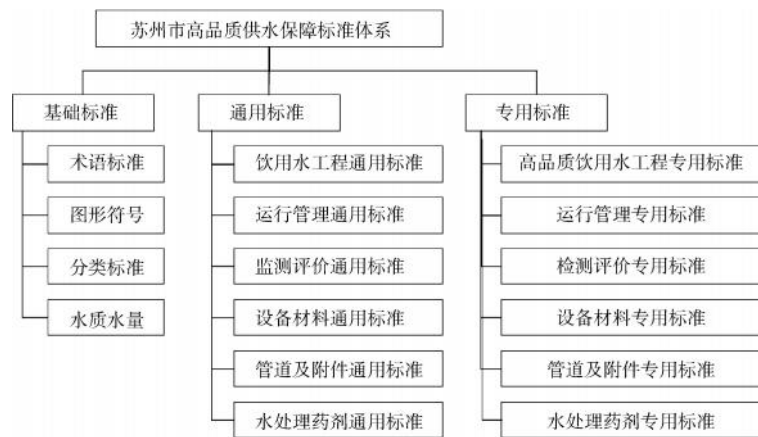 苏州市高品质供水保障标准体系
基础标准
通用标准
专用标准
术语标准
图形符号
分类标准
水质水量
饮用水工程通用标准
运行管理通用标准
监测评价通用标准
设备材料通用标准
管道及附件通用标准
水处理药剂通用标准
高品质饮用水工程专用标准
运行管理专用标准
检测评价专用标准
设备材料专用标准
管道及附件专用标准
水处理药剂专用标准